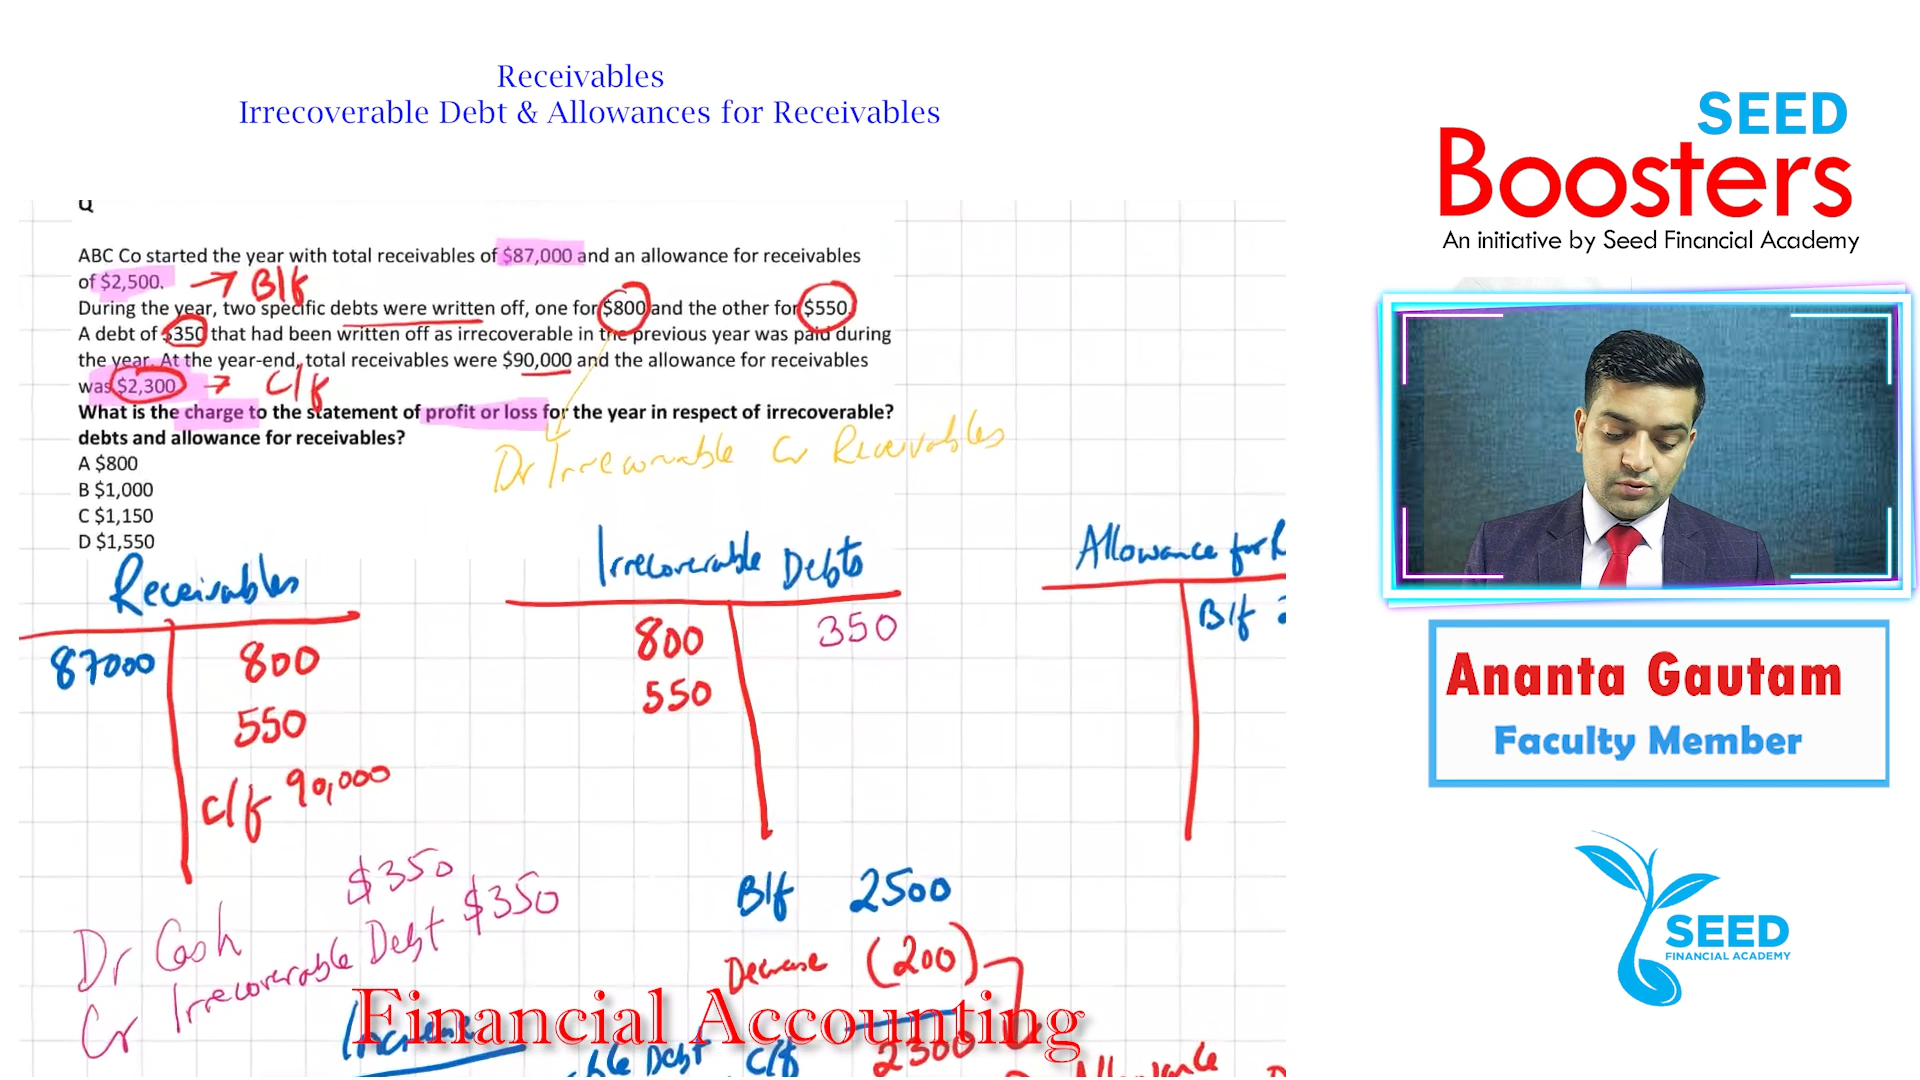 Receivables
Irrecoverable Debt & Allowances for Receivables
Q
ABC Co started the year with total receivables of $87,000 and an allowance for receivables
of $2,500. → B/f
During the year, two specific debts were written off, one for $800 and the other for $550.
A debt of $350 that had been written off as irrecoverable in the previous year was paid during
the year. At the year-end, total receivables were $90,000 and the allowance for receivables
was $2,300 → C/f
What is the charge to the statement of profit or loss for the year in respect of irrecoverable?
debts and allowance for receivables?
Dr Irrecoverable Cr Receivables
A $800
B $1,000
C $1,150
D $1,550
Receivables
87000
800
550
C/f 90,000
Irrecoverable Debts
800
550
350
Allowance for R
B/f
Dr Cash $350
Cr Irrecoverable Debt $350
B/f 2500
Decrease (200)
C/f 2300
Increase
Debt
Allowance
Financial Accounting
SEED
Boosters
An initiative by Seed Financial Academy
Ananta Gautam
Faculty Member
SEED
FINANCIAL ACADEMY